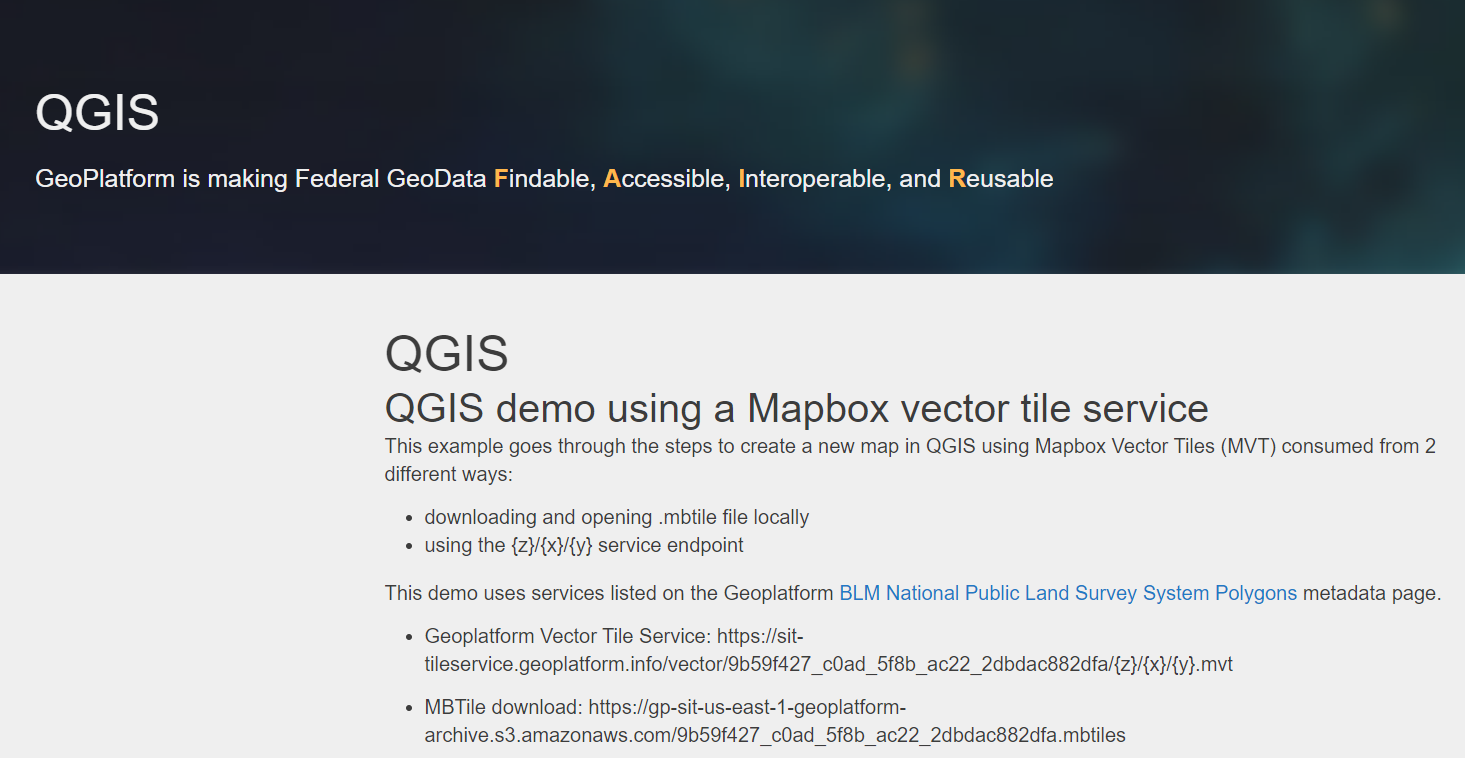 QGIS
GeoPlatform is making Federal GeoData Findable, Accessible, Interoperable, and Reusable
QGIS
QGIS demo using a Mapbox vector tile service
This example goes through the steps to create a new map in QGIS using Mapbox Vector Tiles (MVT) consumed from 2
different ways:
• downloading and opening .mbtile file locally
• using the {z}/{x}/{y} service endpoint
This demo uses services listed on the Geoplatform BLM National Public Land Survey System Polygons metadata page.
• Geoplatform Vector Tile Service: https://sit-
tileservice.geoplatform.info/vector/9b59f427_c0ad_5f8b_ac22_2dbdac882dfa/{z}/{x}/{y}.mvt
• MBTile download: https://gp-sit-us-east-1-geoplatform-
archive.s3.amazonaws.com/9b59f427_c0ad_5f8b_ac22_2dbdac882dfa.mbtiles